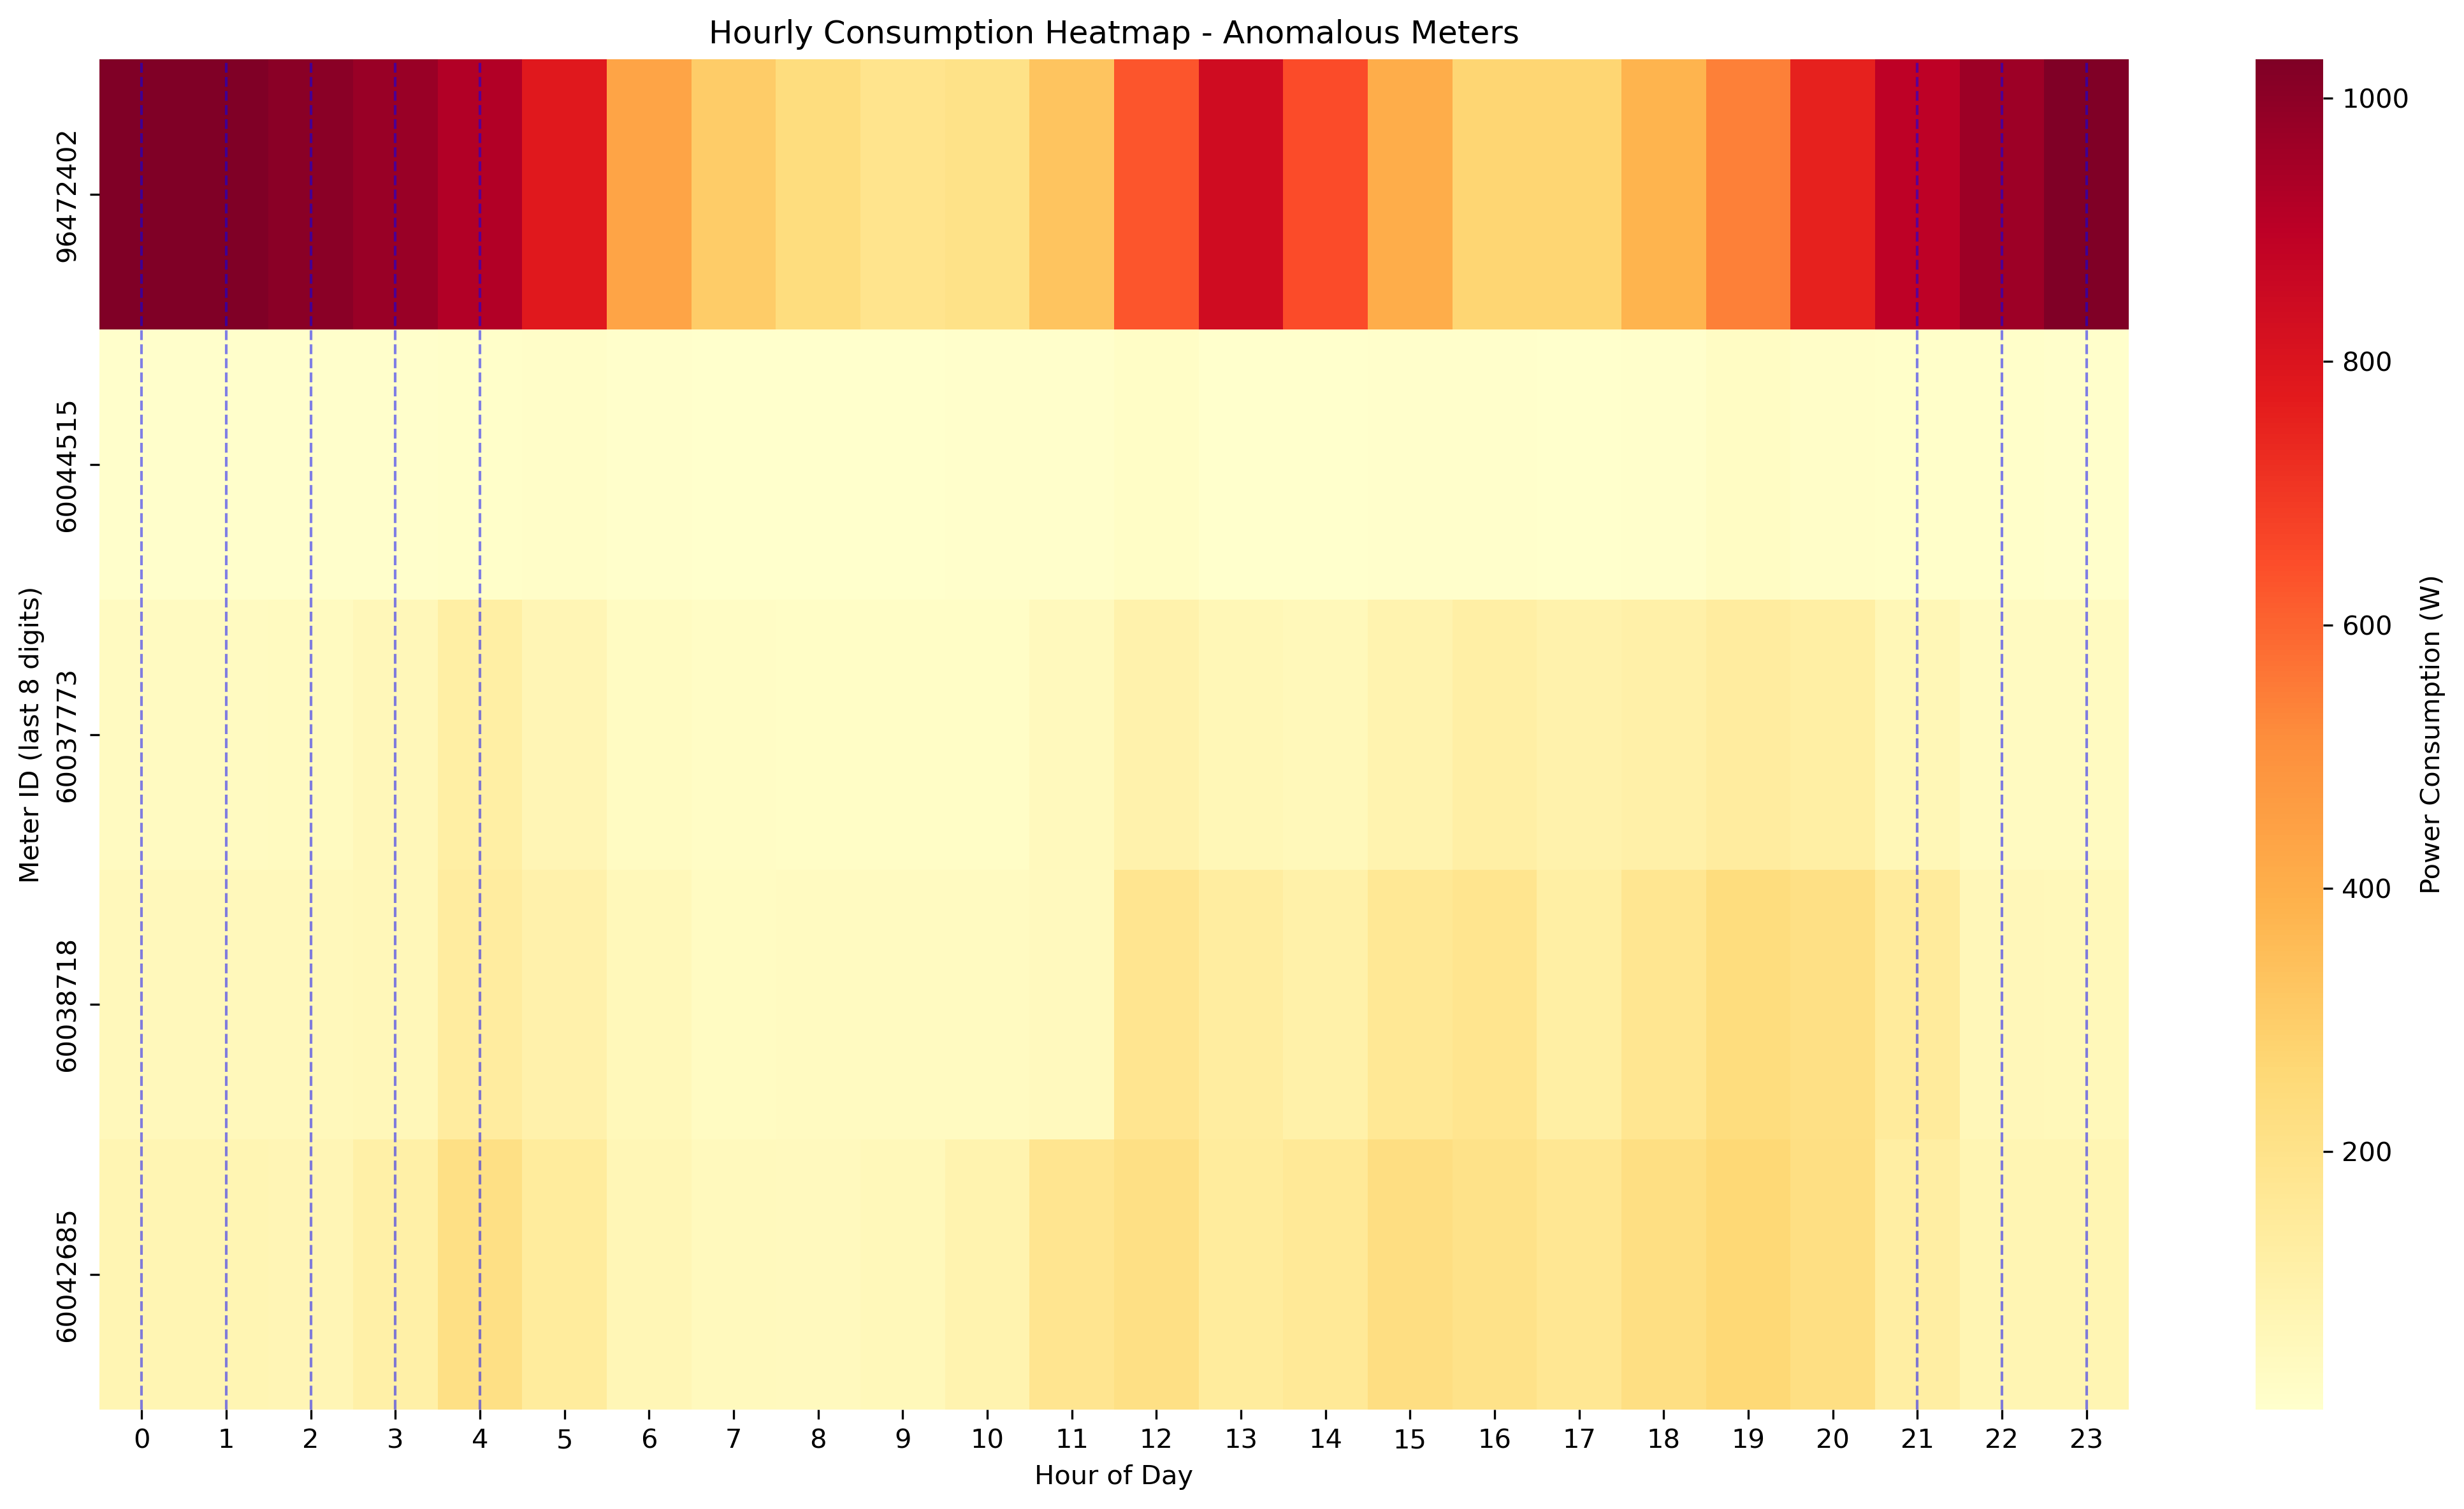 Hourly Consumption Heatmap - Anomalous Meters
Meter ID (last 8 digits)
96472402
60044515
60037773
60038718
60042685
0 1 2 3 4 5 6 7 8 9 10 11 12 13 14 15 16 17 18 19 20 21 22 23
Hour of Day
1000
800
600
400
200
Power Consumption (W)